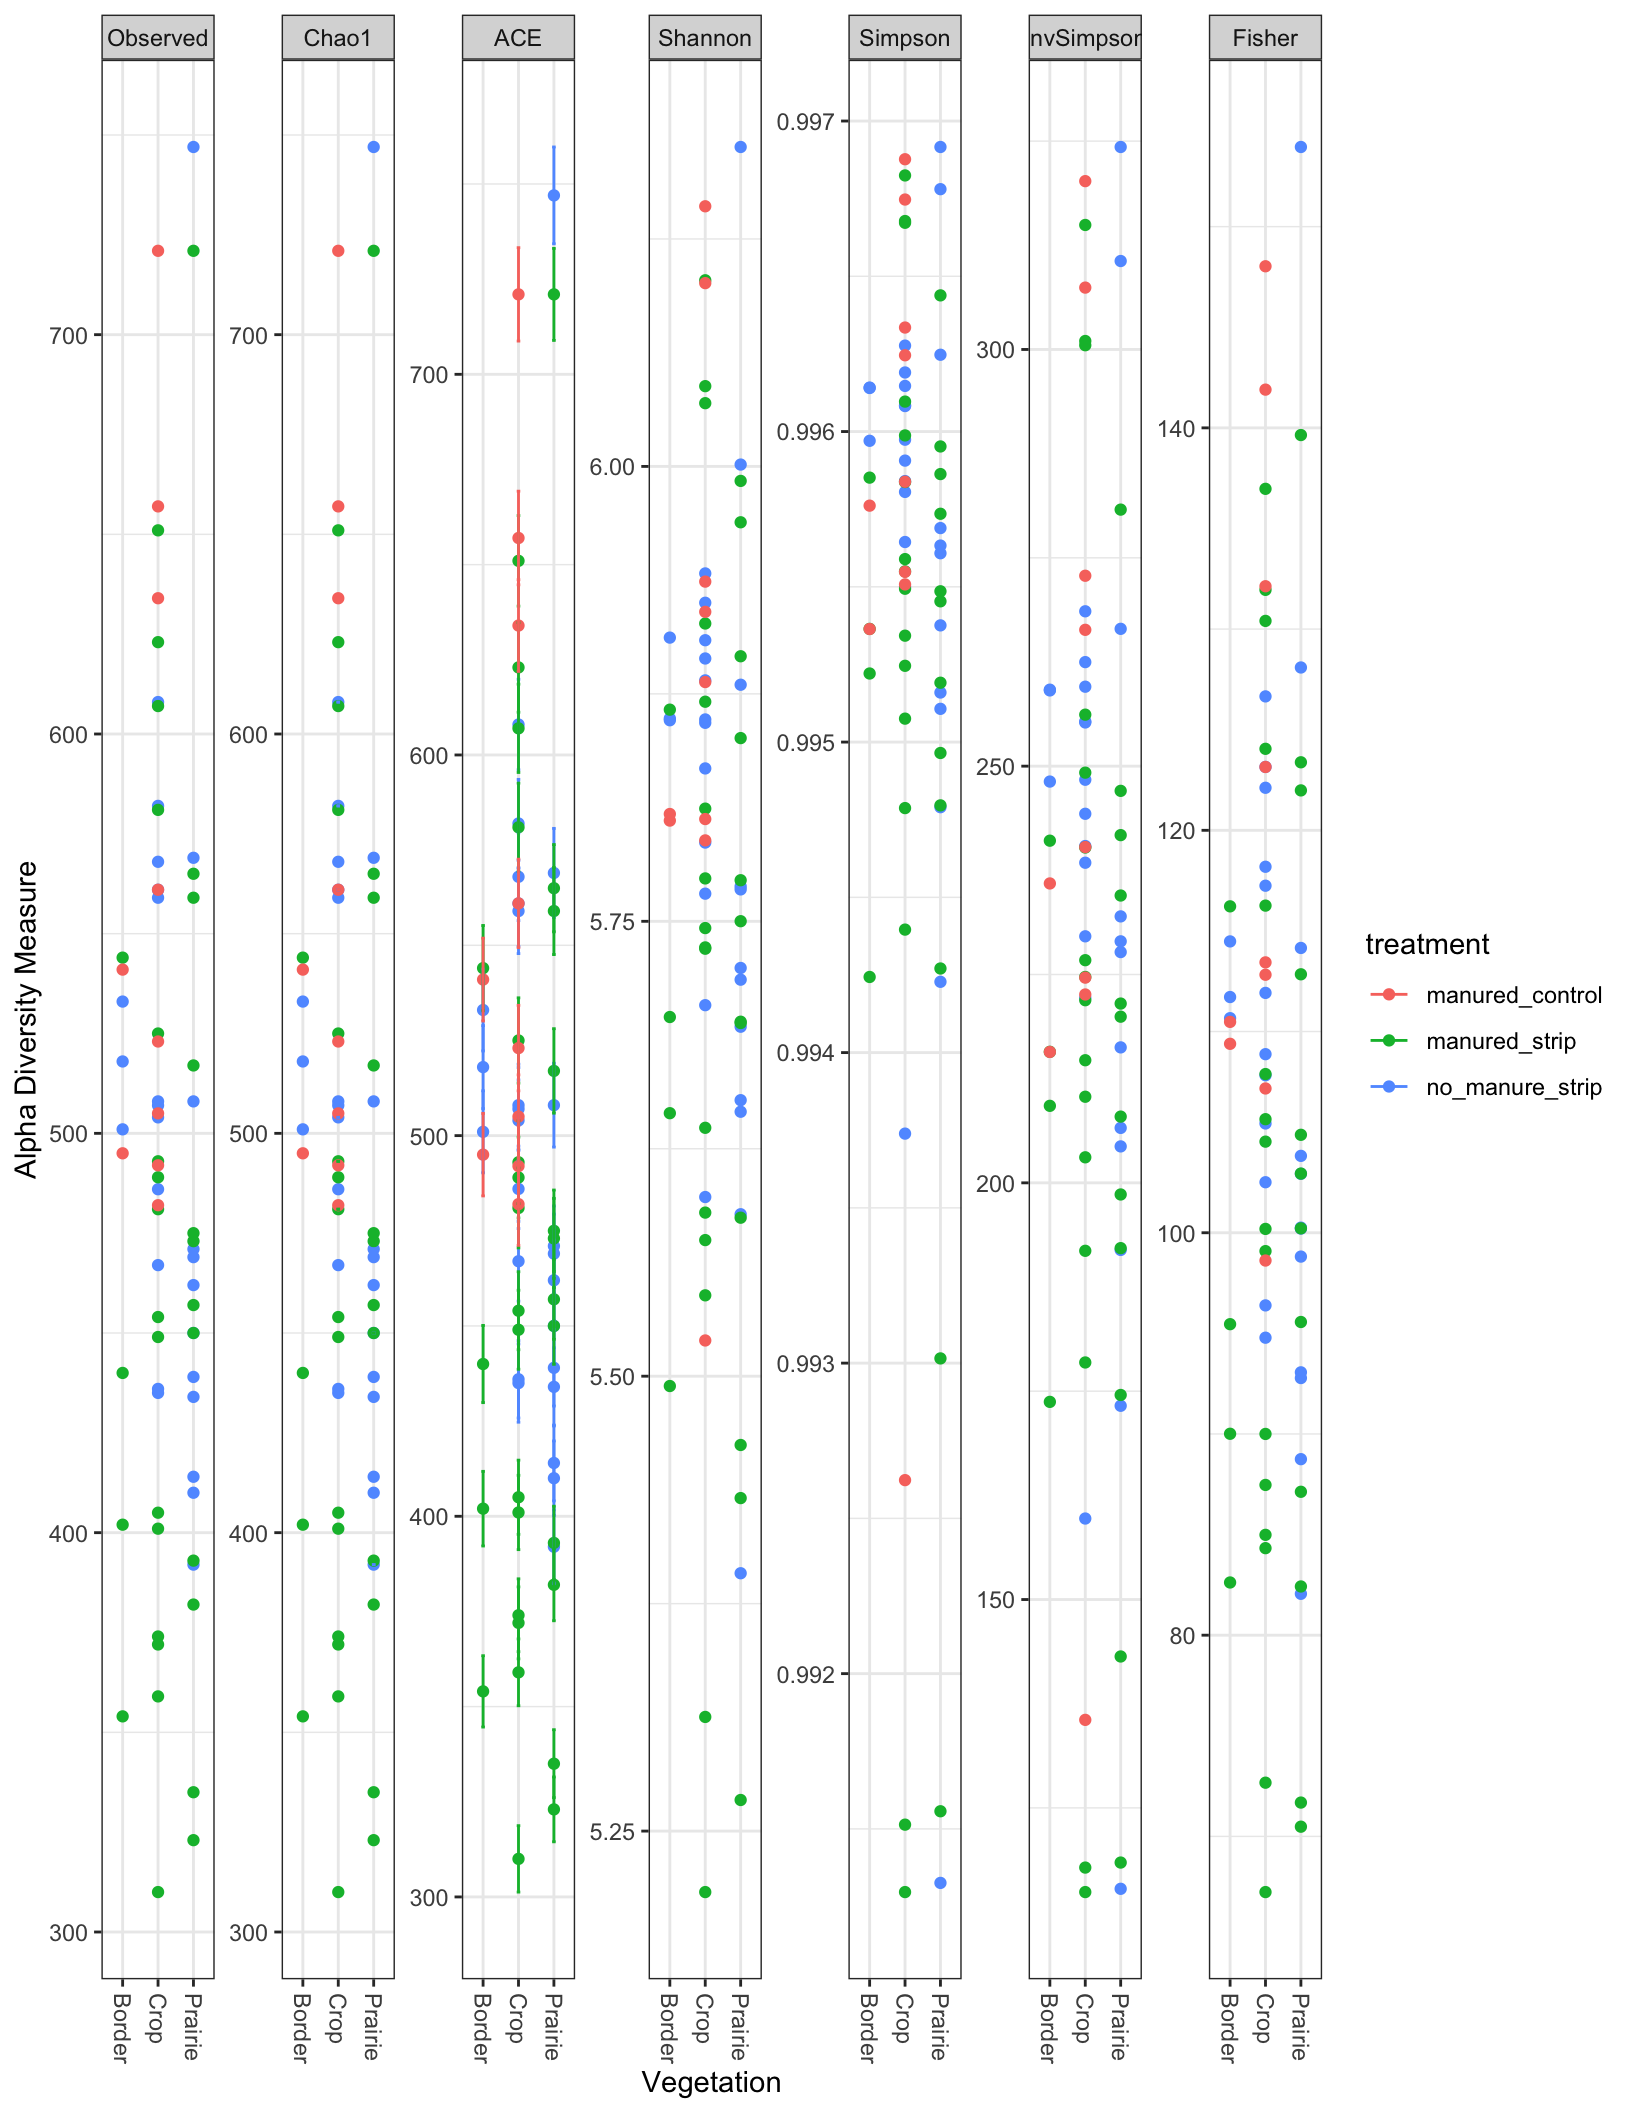 Observed
Chao1
ACE
Shannon
Simpson
nvSimpson
Fisher
Alpha Diversity Measure
700
600
500
400
300
700
600
500
400
300
700
600
500
400
300
6.00
5.75
5.50
5.25
0.997
0.996
0.995
0.994
0.993
0.992
300
250
200
150
140
120
100
80
Border
Crop
Prairie
Border
Crop
Prairie
Border
Crop
Prairie
Border
Crop
Prairie
Border
Crop
Prairie
Border
Crop
Prairie
Border
Crop
Prairie
Vegetation
treatment
manured_control
manured_strip
no_manure_strip